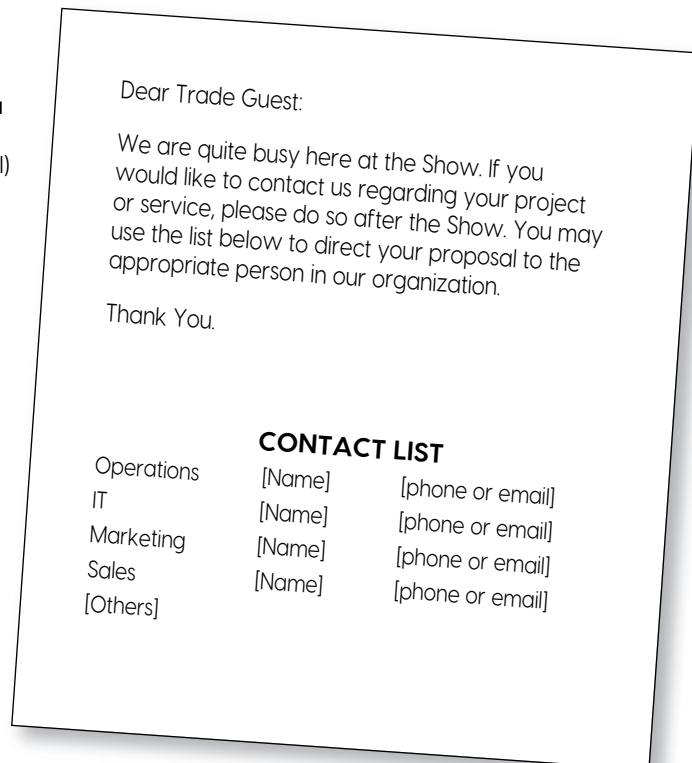 l)
Dear Trade Guest:
We are quite busy here at the Show. If you
would like to contact us regarding your project
or service, please do so after the Show. You may
use the list below to direct your proposal to the
appropriate person in our organization.
Thank You.
CONTACT LIST
Operations [Name] [phone or email]
IT [Name] [phone or email]
Marketing [Name] [phone or email]
Sales [Name] [phone or email]
[Others]